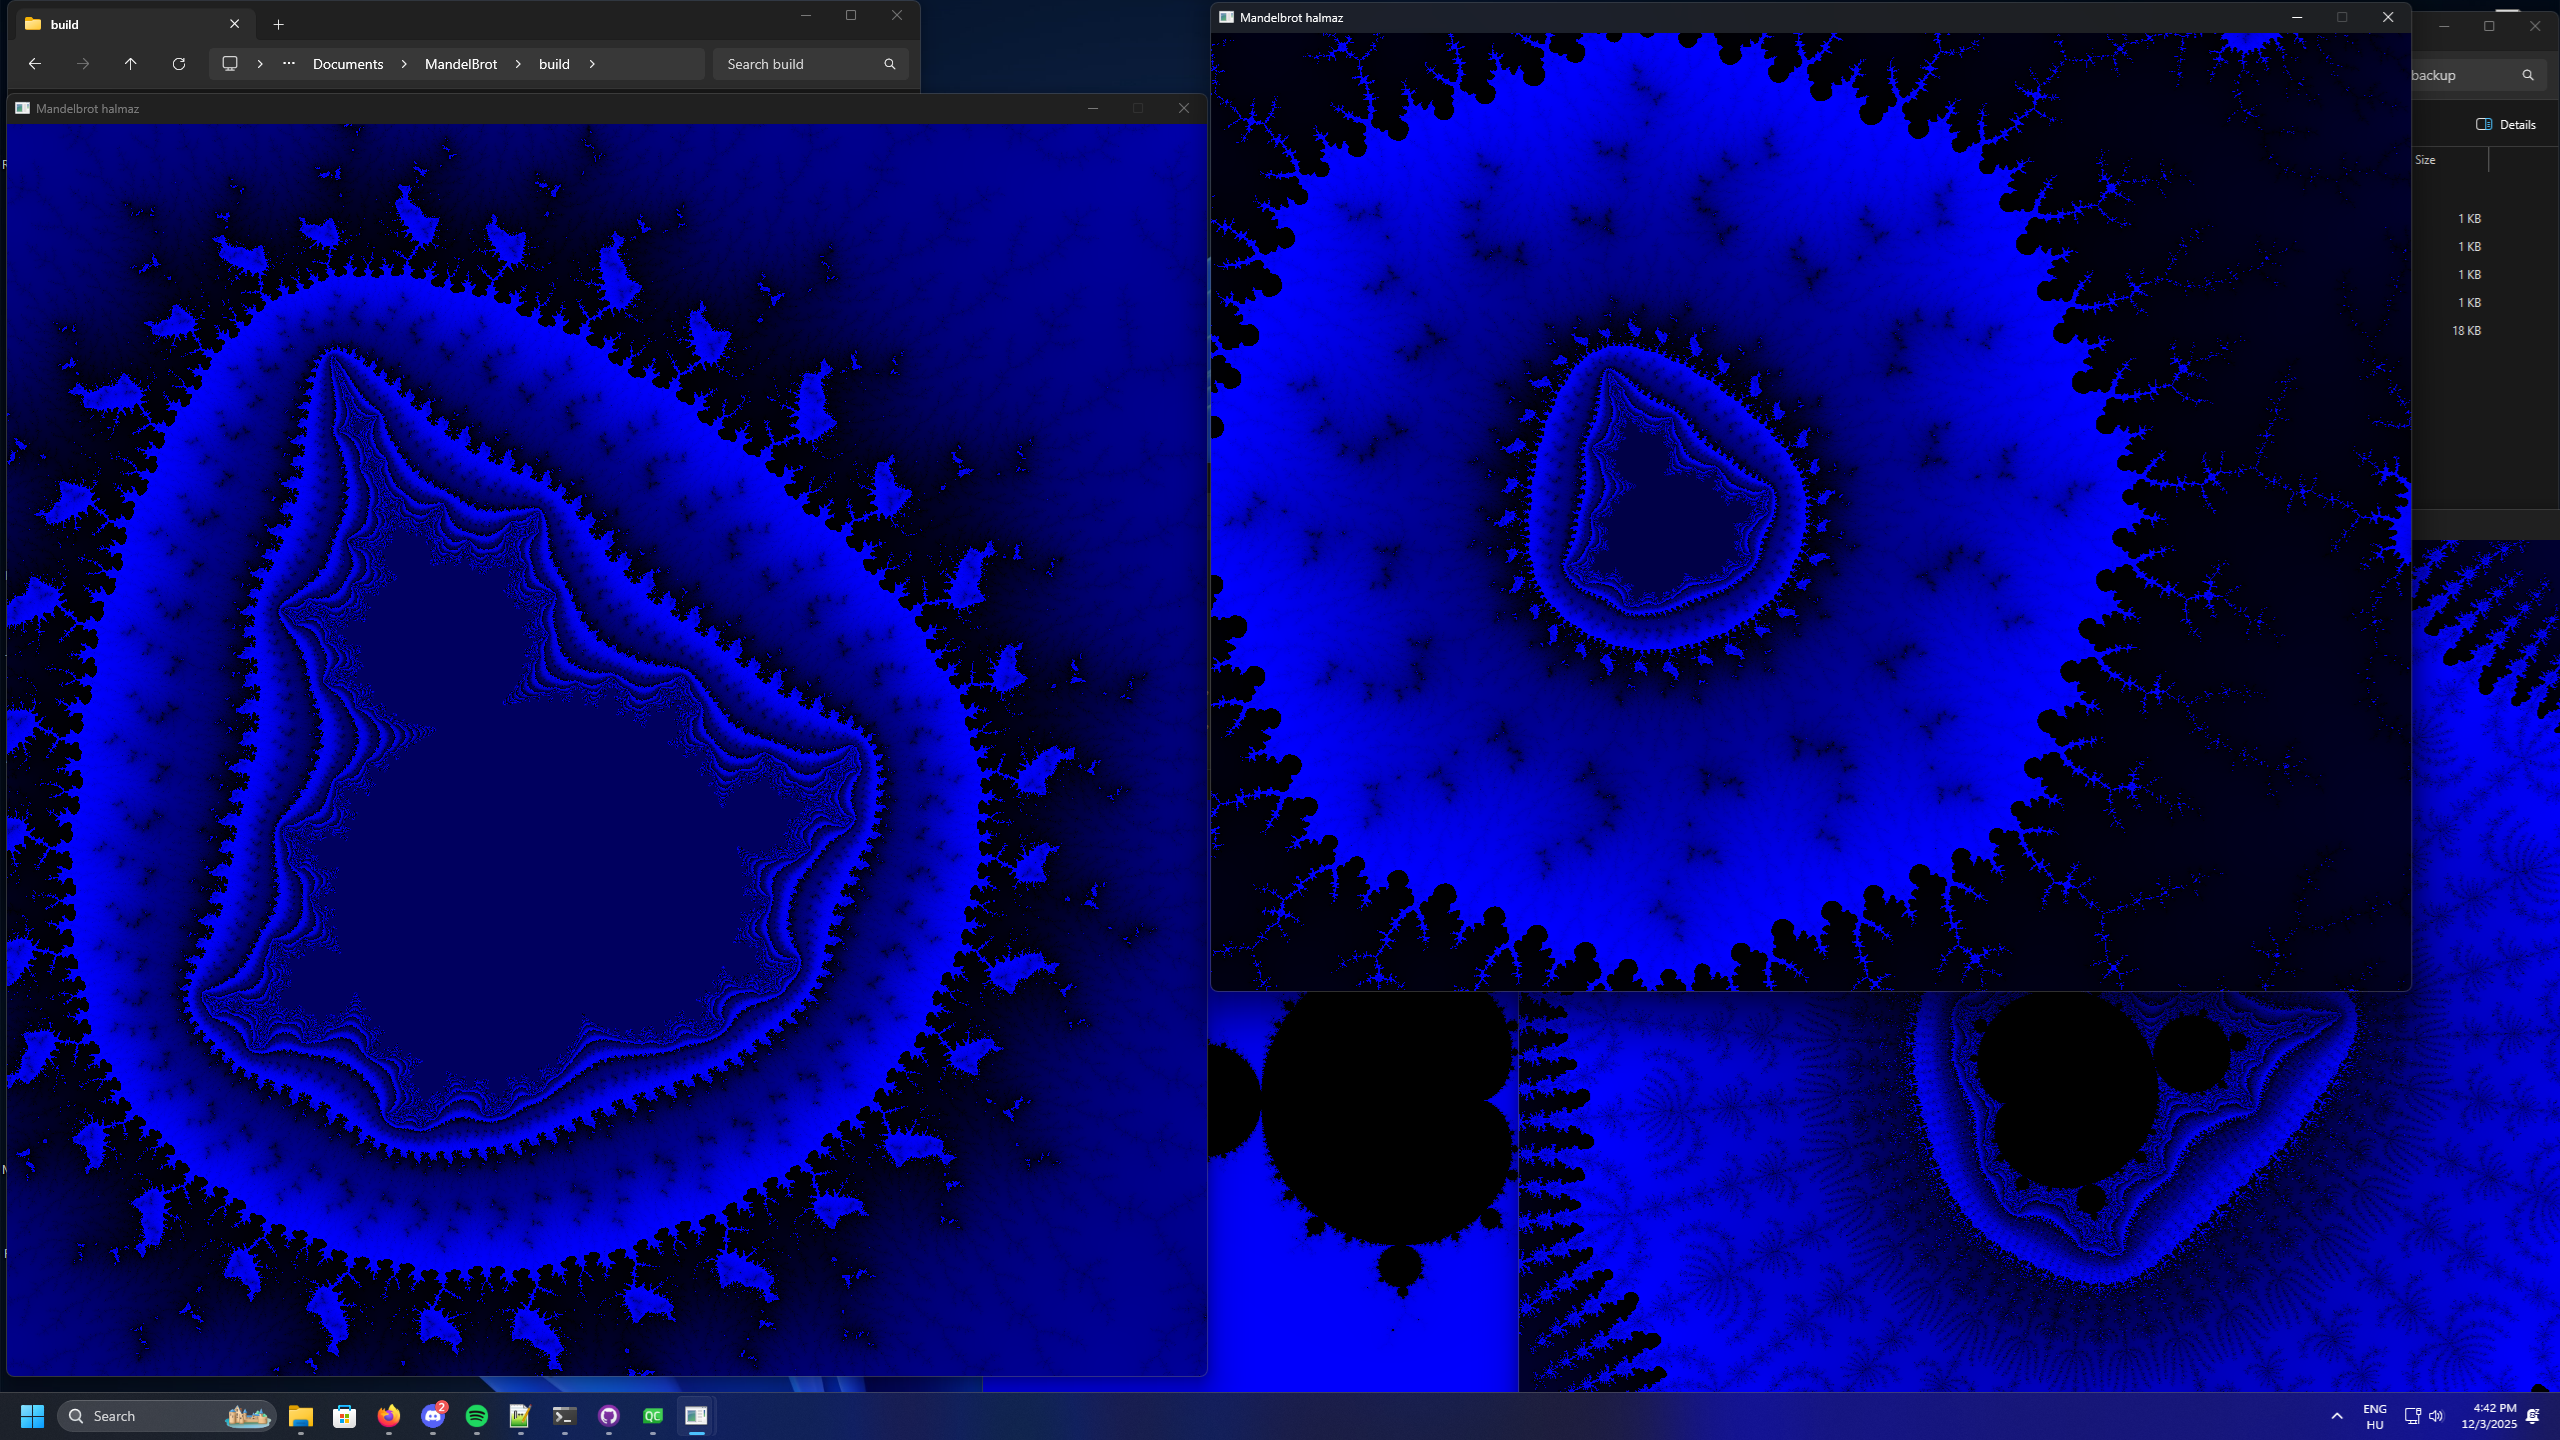 build
Documents
MandelBrot
build
Search build
Mandelbrot halmaz
Mandelbrot halmaz
backup
Details
Size
1 KB
1 KB
1 KB
1 KB
18 KB
Search
2
QC
ENG
HU
4:42 PM
12/3/2025